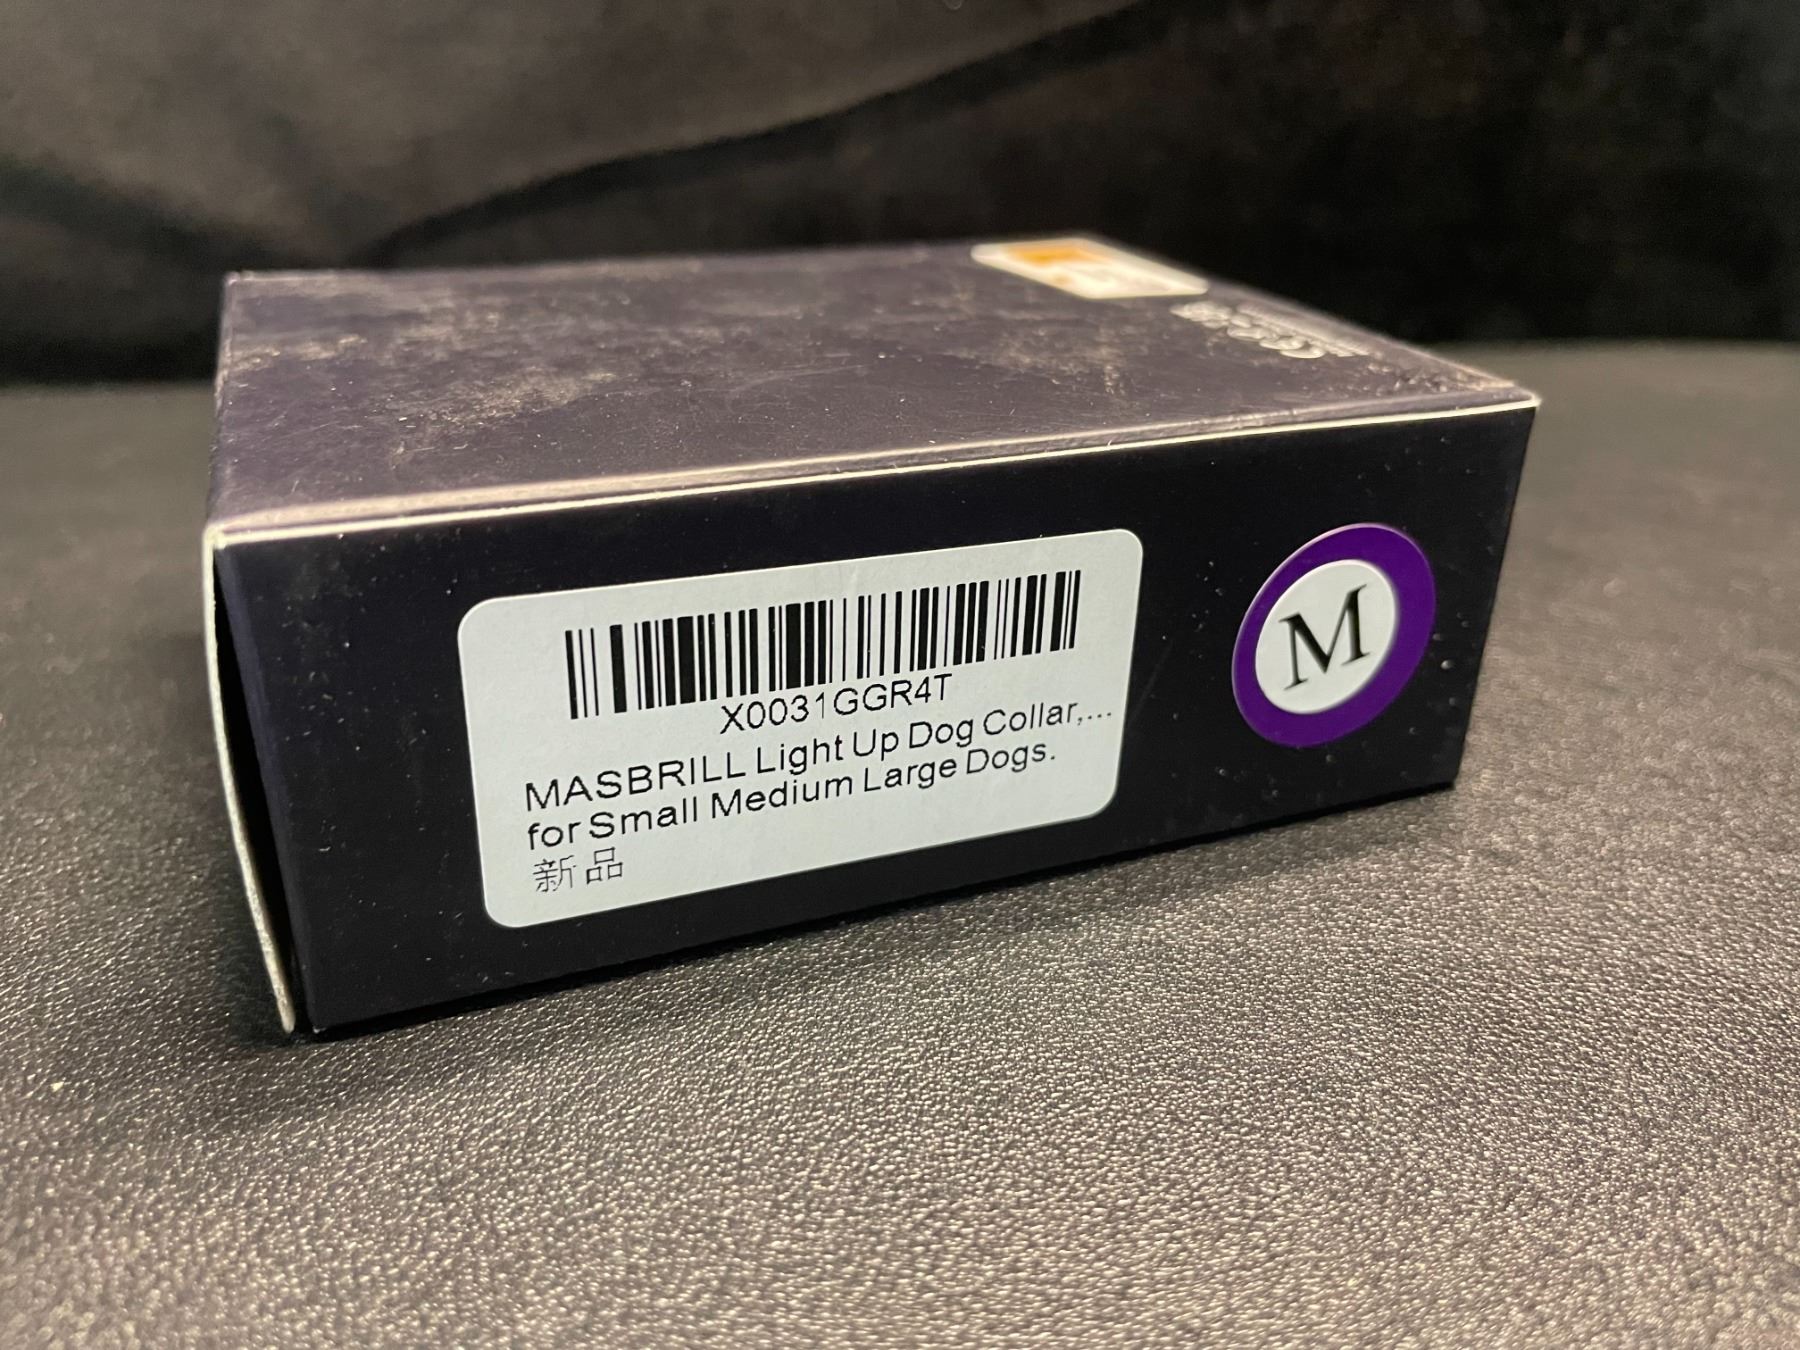 X0031GGR4T
MASBRILL Light Up Dog Collar,...
for Small Medium Large Dogs.
新品
M